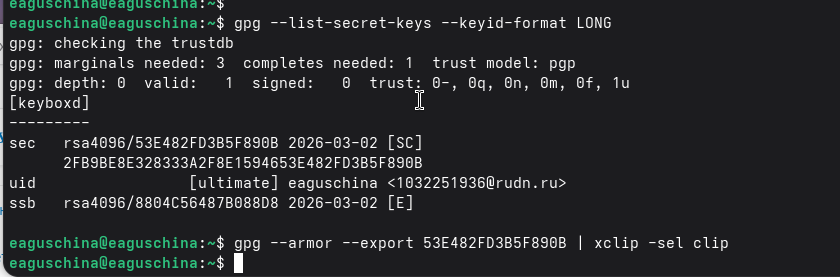 eaguschina@eaguschina:~$
eaguschina@eaguschina:~$ gpg --list-secret-keys --keyid-format LONG
gpg: checking the trustdb
gpg: marginals needed: 3  completes needed: 1  trust model: pgp
gpg: depth: 0  valid:   1  signed:   0  trust: 0-, 0q, 0n, 0m, 0f, 1u
[keyboxd]
---------
sec   rsa4096/53E482FD3B5F890B 2026-03-02 [SC]
      2FB9BE8E328333A2F8E1594653E482FD3B5F890B
uid                 [ultimate] eaguschina <1032251936@rudn.ru>
ssb   rsa4096/8804C56487B088D8 2026-03-02 [E]

eaguschina@eaguschina:~$ gpg --armor --export 53E482FD3B5F890B | xclip -sel clip
eaguschina@eaguschina:~$